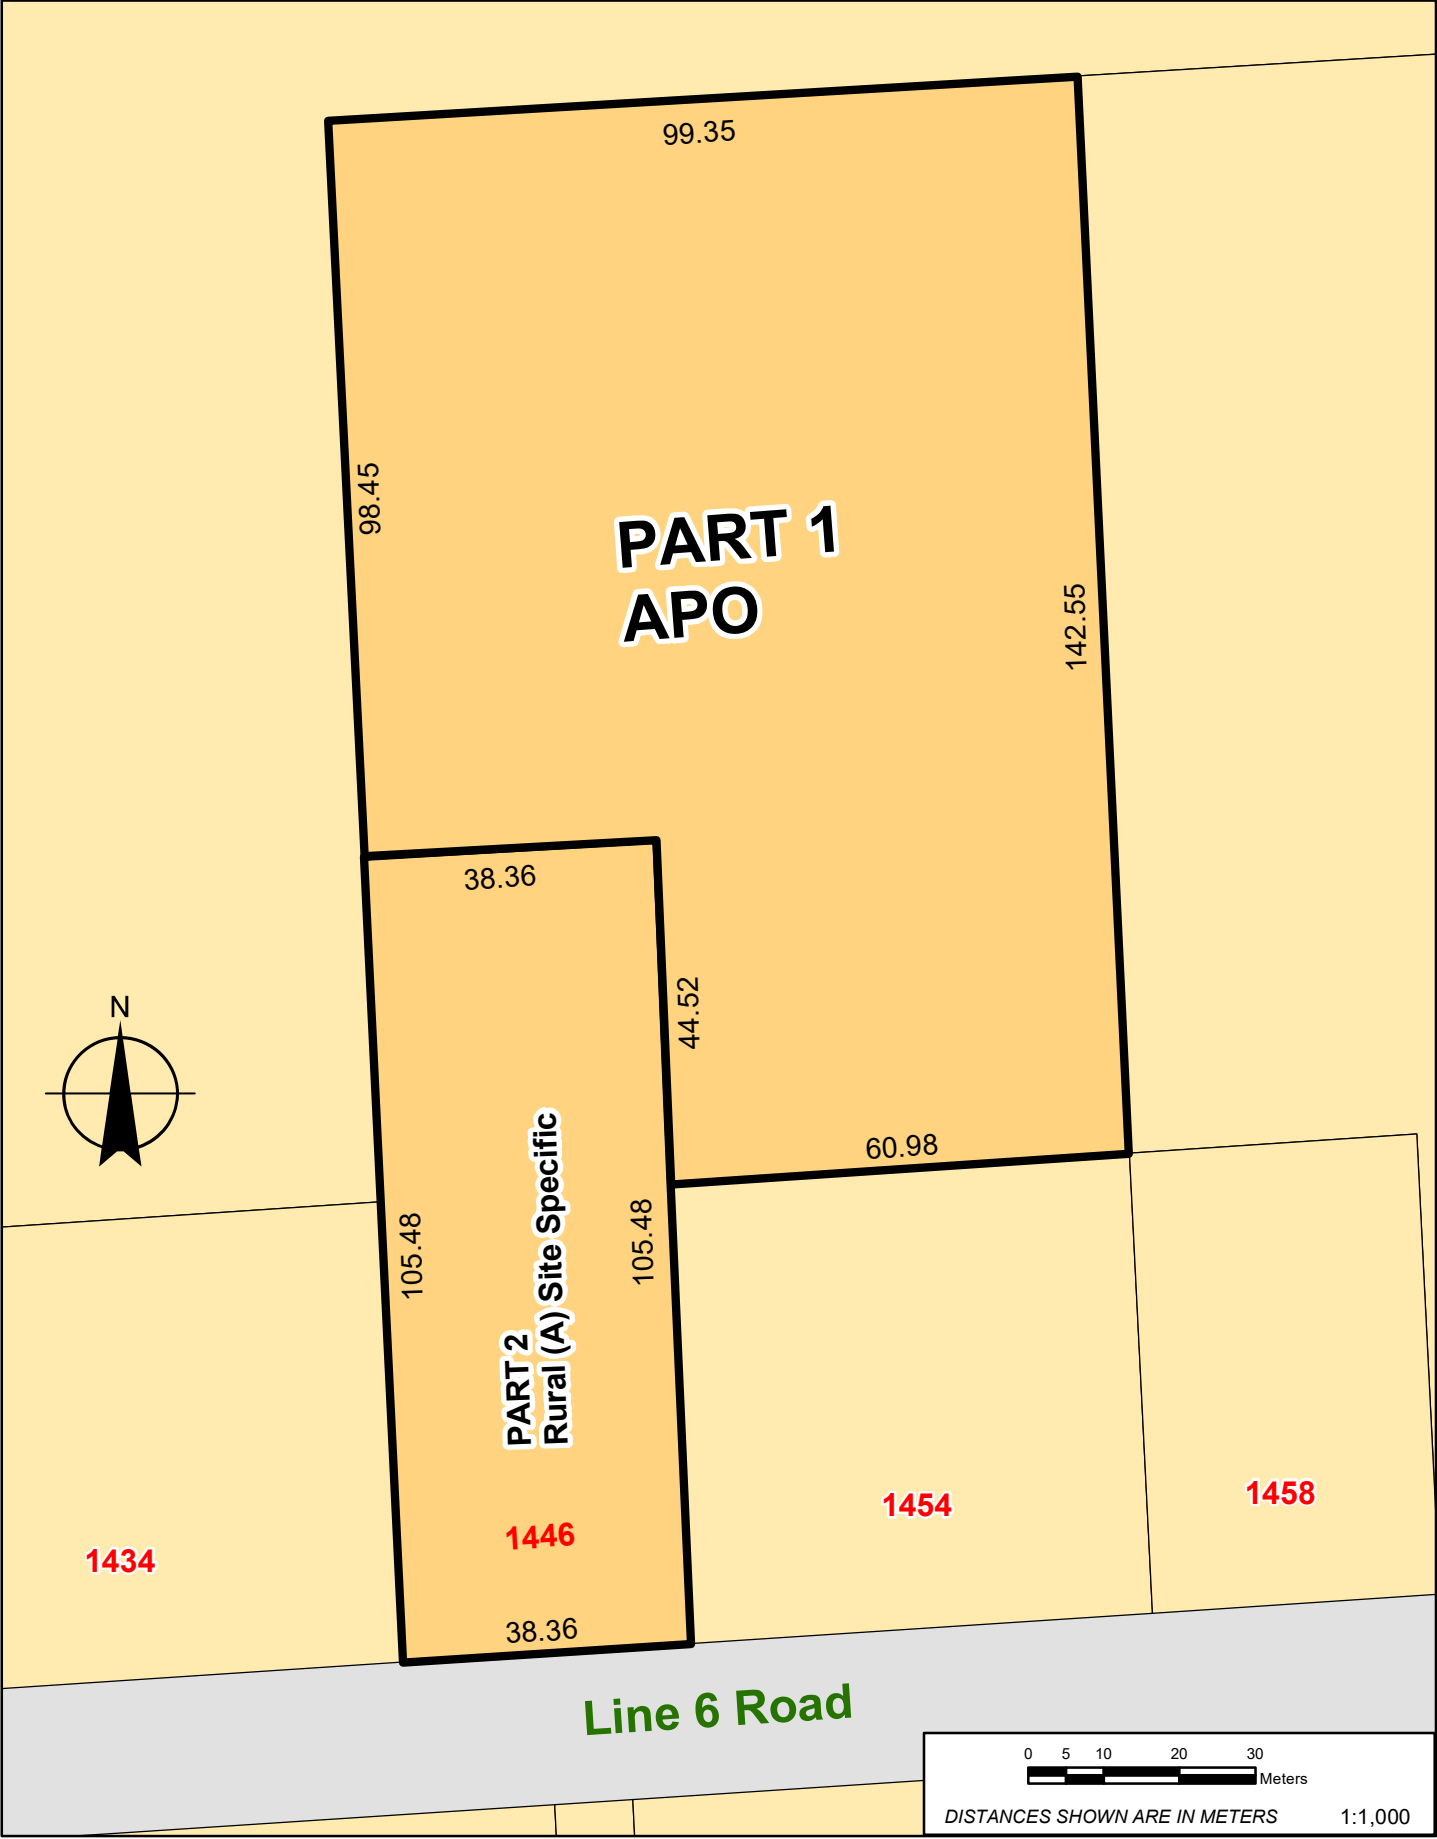 99.35
98.45
PART 1
APO
142.55
38.36
44.52
N
60.98
105.48
PART 2
Rural (A) Site Specific
105.48
1446
1454
1458
1434
38.36
Line 6 Road
0 5 10 20 30
Meters
DISTANCES SHOWN ARE IN METERS 1:1,000